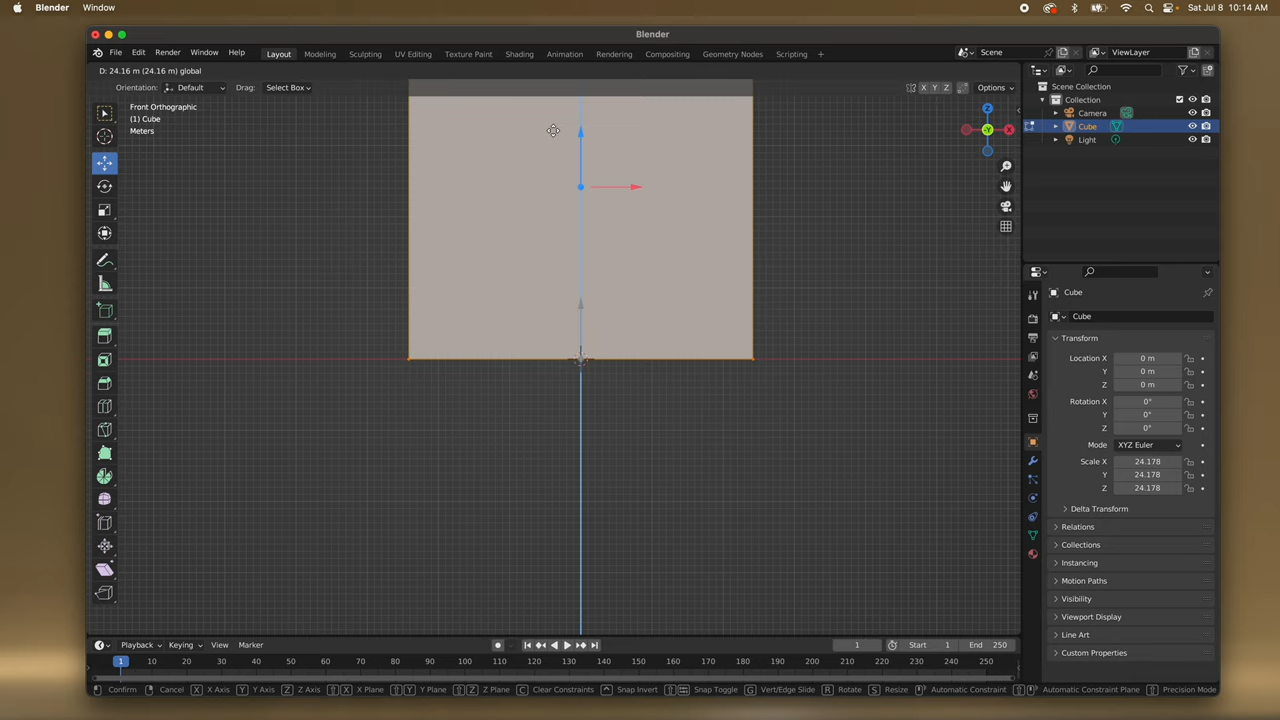 Blender Window Sat Jul 8 10:14 AM
Blender
File Edit Render Window Help Layout Modeling Sculpting UV Editing Texture Paint Shading Animation Rendering Compositing Geometry Nodes Scripting + Scene ViewLayer
D: 24.16 m (24.16 m) global
Orientation: Default Drag: Select Box X Y Z Options
Front Orthographic
(1) Cube
Meters
Z
Y
X
Scene Collection
Collection
Camera
Cube
Light
Cube
Cube
Transform
Location X 0 m
Y 0 m
Z 0 m
Rotation X 0°
Y 0°
Z 0°
Mode XYZ Euler
Scale X 24.178
Y 24.178
Z 24.178
Delta Transform
Relations
Collections
Instancing
Motion Paths
Visibility
Viewport Display
Line Art
Custom Properties
Playback Keying View Marker 1 Start 1 End 250
1 10 20 30 40 50 60 70 80 90 100 110 120 130 140 150 160 170 180 190 200 210 220 230 240 250
Confirm Cancel X X Axis Y Y Axis Z Z Axis X X Plane Y Y Plane Z Z Plane C Clear Constraints Snap Invert Snap Toggle G Vert/Edge Slide R Rotate S Resize Automatic Constraint Automatic Constraint Plane Precision Mode